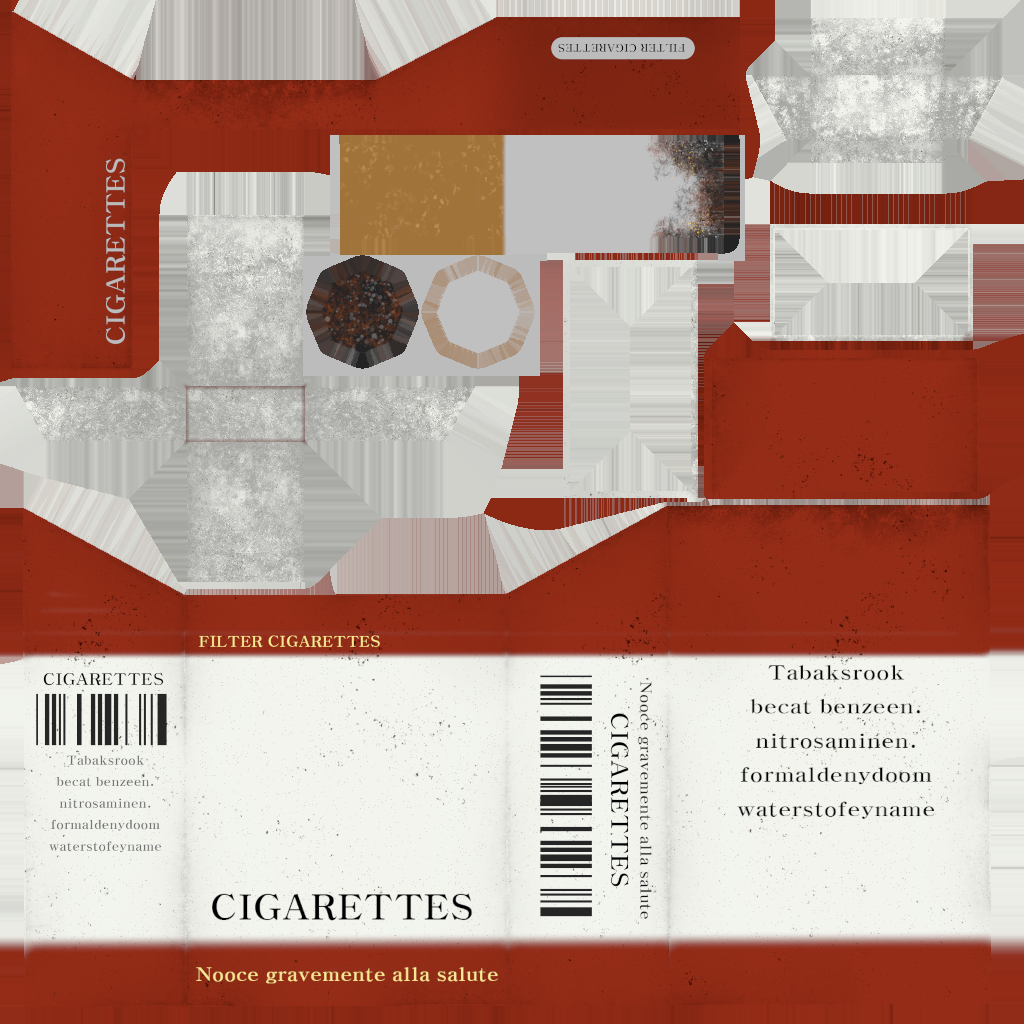 FILTER CIGARETTES
CIGARETTES
FILTER CIGARETTES
CIGARETTES
Tabaksrook
becat benzeen.
nitrosaminen.
formaldenydoom
waterstofeyname
CIGARETTES
Nooce gravemente alla salute
Nooce gravemente alla salute
CIGARETTES
Tabaksrook
becat benzeen.
nitrosaminen.
formaldenydoom
waterstofeyname